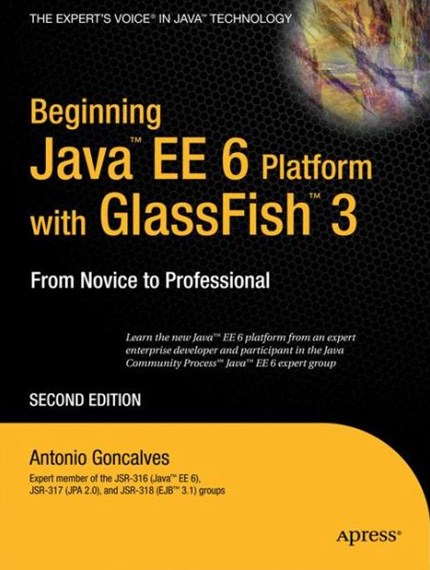 THE EXPERT'S VOICE® IN JAVA™ TECHNOLOGY
Beginning
Java™ EE 6 Platform
with GlassFish™ 3
From Novice to Professional
Learn the new Java™ EE 6 platform from an expert
enterprise developer and participant in the Java
Community Process℠ Java™ EE 6 expert group
SECOND EDITION
Antonio Goncalves
Expert member of the JSR-316 (Java™ EE 6),
JSR-317 (JPA 2.0), and JSR-318 (EJB™ 3.1) groups
Apress®